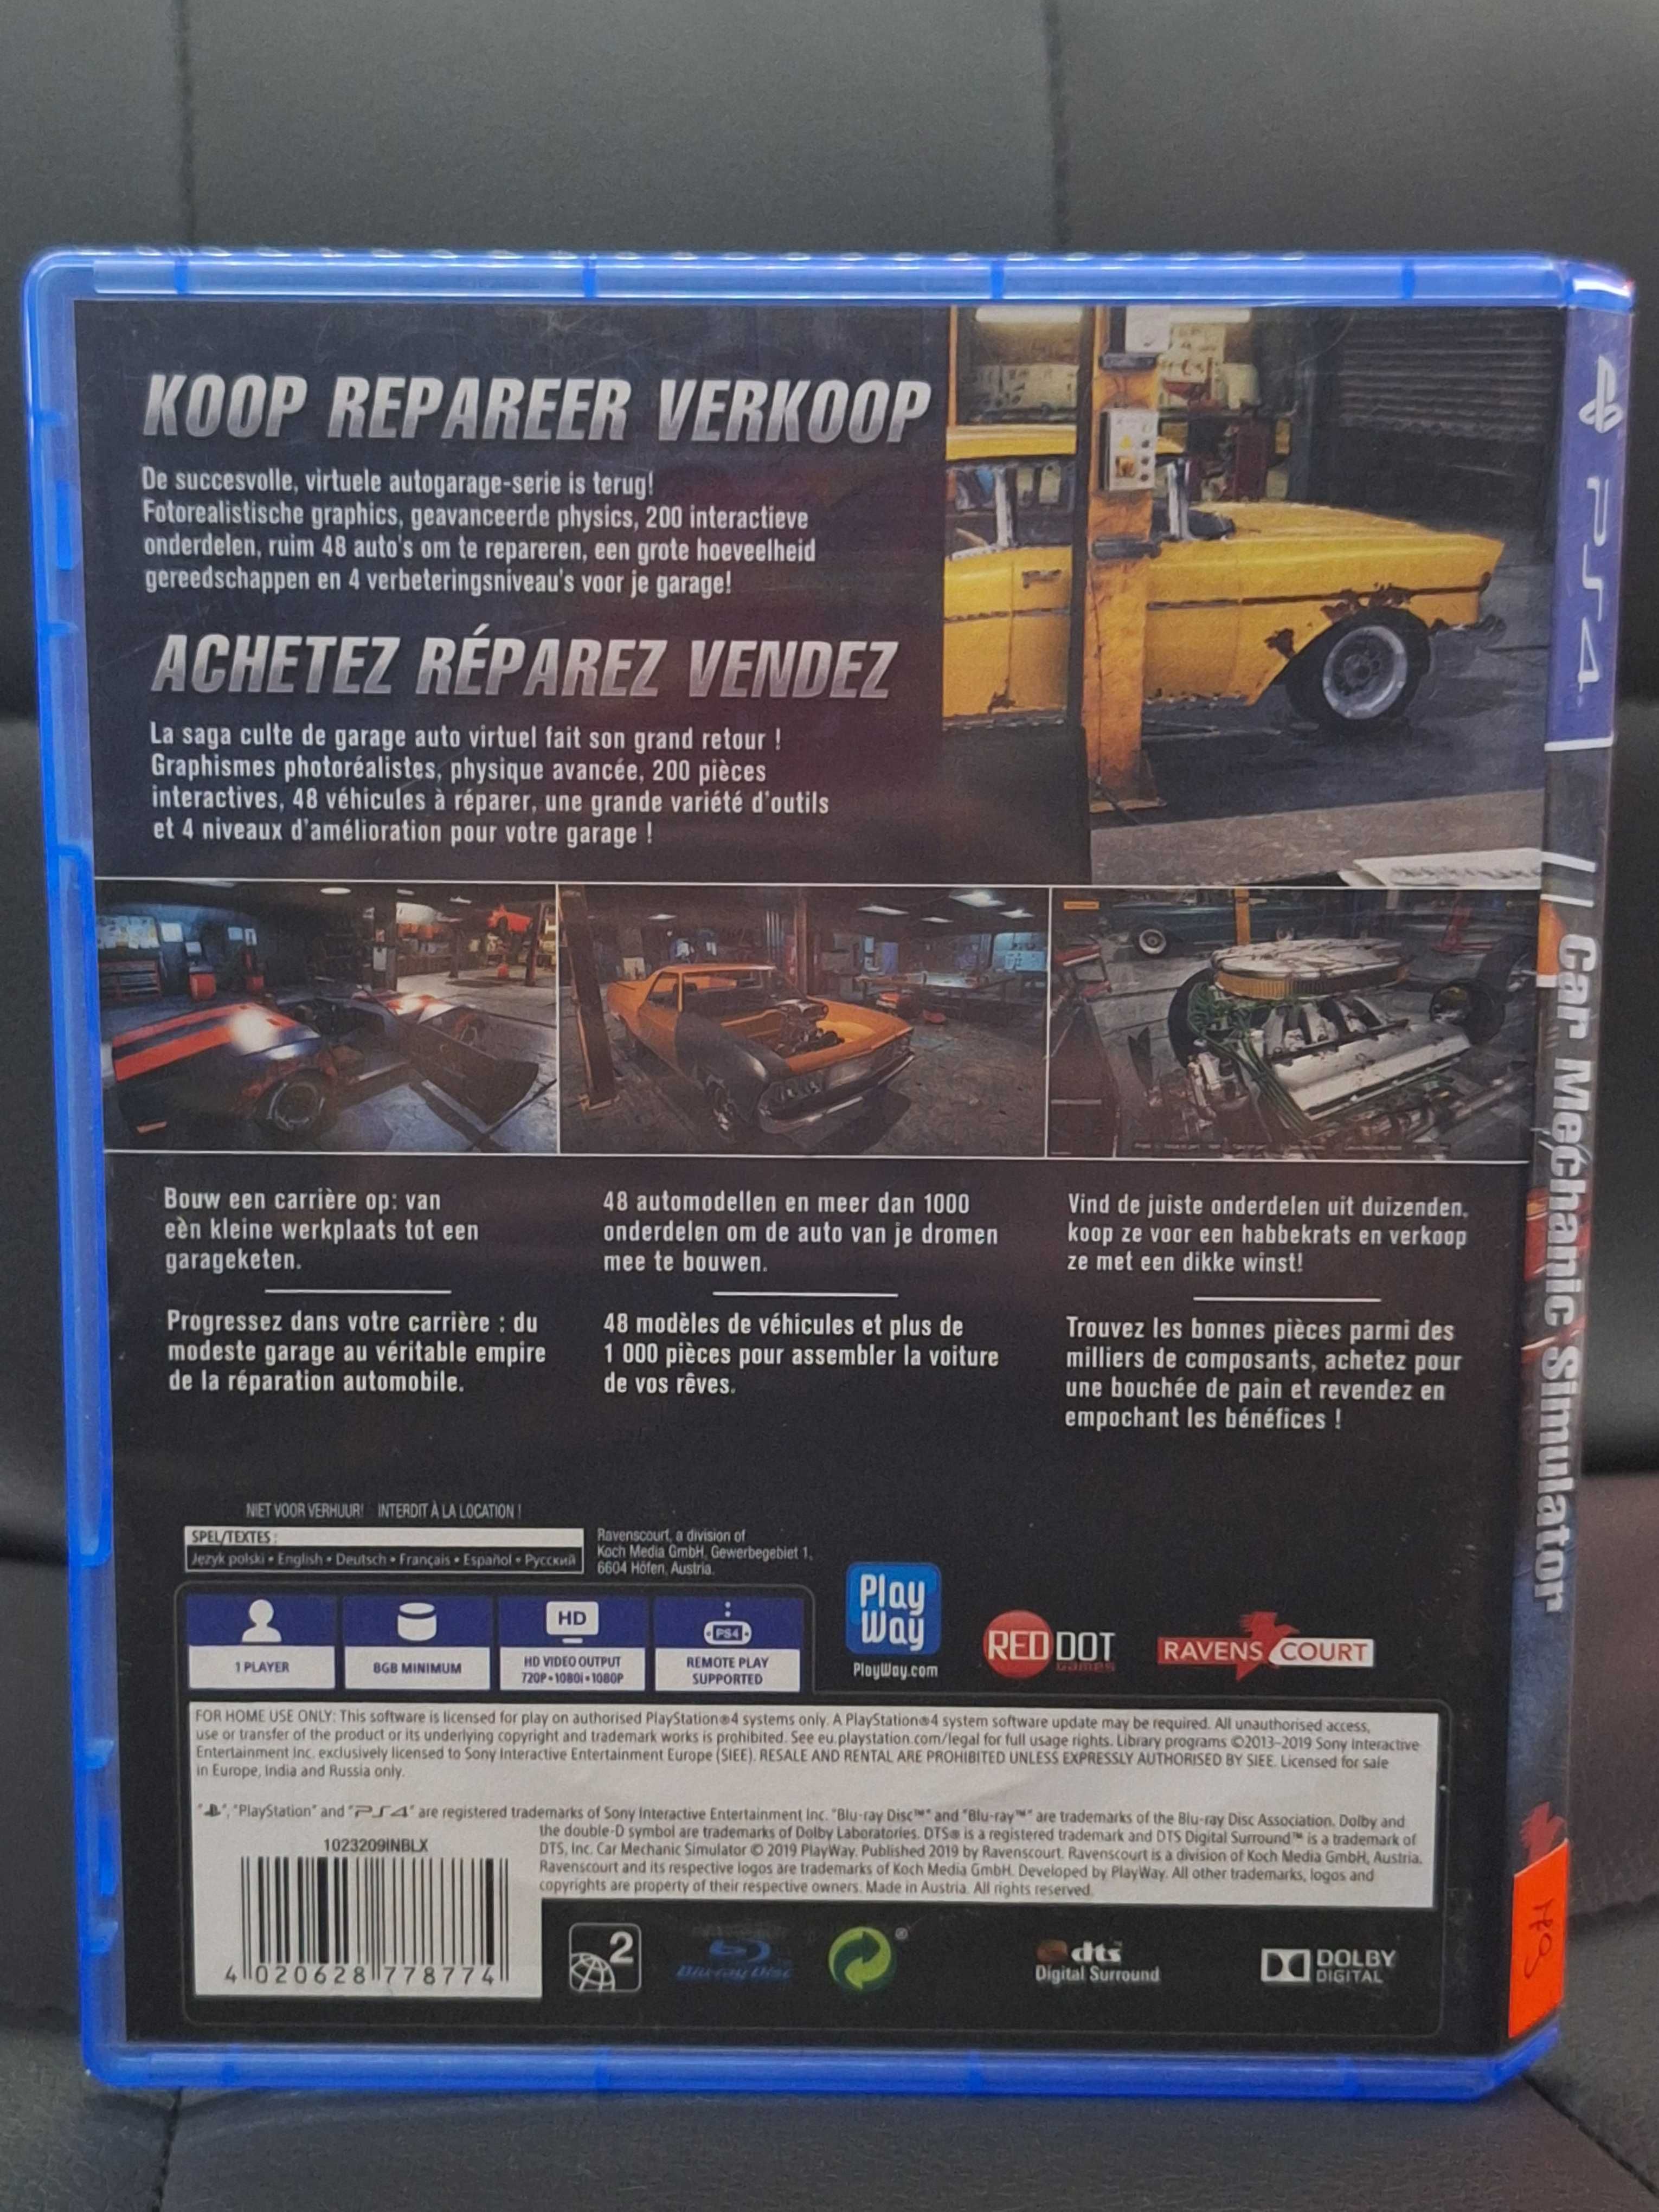 KOOP REPAREER VERKOOP
De succesvolle, virtuele autogarage-serie is terug!
Fotorealistische graphics, geavanceerde physics, 200 interactieve
onderdelen, ruim 48 auto's om te repareren, een grote hoeveelheid
gereedschappen en 4 verbeteringsniveau's voor je garage!
ACHETEZ RÉPAREZ VENDEZ
La saga culte de garage auto virtuel fait son grand retour !
Graphismes photoréalistes, physique avancée, 200 pièces
interactives, 48 véhicules à réparer, une grande variété d'outils
et 4 niveaux d'amélioration pour votre garage !
Bouw een carrière op: van
eèn kleine werkplaats tot een
garageketen.
Progressez dans votre carrière : du
modeste garage au véritable empire
de la réparation automobile.
48 automodellen en meer dan 1000
onderdelen om de auto van je dromen
mee te bouwen.
48 modèles de véhicules et plus de
1 000 pièces pour assembler la voiture
de vos rêves.
Vind de juiste onderdelen uit duizenden,
koop ze voor een habbekrats en verkoop
ze met een dikke winst!
Trouvez les bonnes pièces parmi des
milliers de composants, achetez pour
une bouchée de pain et revendez en
empochant les bénéfices !
NIET VOOR VERHUUR! INTERDIT À LA LOCATION !
SPEL/TEXTES :
Język polski • English • Deutsch • Français • Español • Русский
Ravenscourt, a division of
Koch Media GmbH, Gewerbegebiet 1,
6604 Höfen, Austria.
1 PLAYER
8GB MINIMUM
HD
HD VIDEO OUTPUT
720P•1080i•1080P
PS4
REMOTE PLAY
SUPPORTED
Play
Way
PlayWay.com
REDDOT
Games
RAVENSCOURT
FOR HOME USE ONLY: This software is licensed for play on authorised PlayStation®4 systems only. A PlayStation®4 system software update may be required. All unauthorised access,
use or transfer of the product or its underlying copyright and trademark works is prohibited. See eu.playstation.com/legal for full usage rights. Library programs ©2013–2019 Sony Interactive
Entertainment Inc. exclusively licensed to Sony Interactive Entertainment Europe (SIEE). RESALE AND RENTAL ARE PROHIBITED UNLESS EXPRESSLY AUTHORISED BY SIEE. Licensed for sale
in Europe, India and Russia only.
" ", "PlayStation" and "PS4" are registered trademarks of Sony Interactive Entertainment Inc. "Blu-ray Disc™" and "Blu-ray™" are trademarks of the Blu-ray Disc Association. Dolby and
the double-D symbol are trademarks of Dolby Laboratories. DTS® is a registered trademark and DTS Digital Surround™ is a trademark of
DTS, Inc. Car Mechanic Simulator © 2019 PlayWay. Published 2019 by Ravenscourt. Ravenscourt is a division of Koch Media GmbH, Austria.
Ravenscourt and its respective logos are trademarks of Koch Media GmbH. Developed by PlayWay. All other trademarks, logos and
copyrights are property of their respective owners. Made in Austria. All rights reserved.
1023209INBLX
4 020628 778774
2
Blu-ray Disc
®
dts
Digital Surround
DOLBY
DIGITAL
PS4
Car Mechanic Simulator